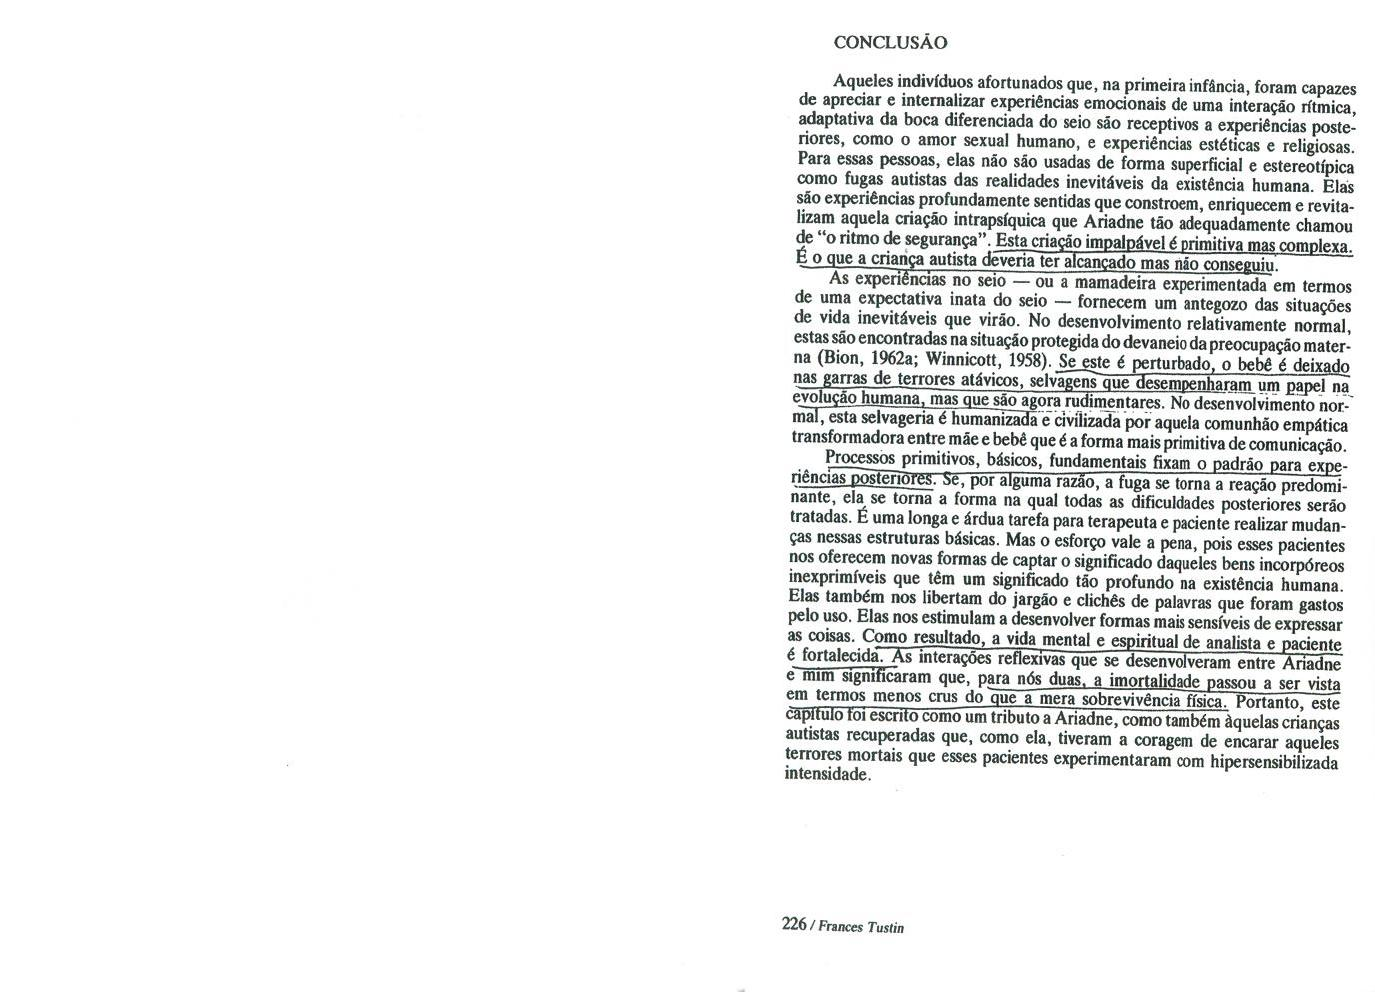 CONCLUSÃO
Aqueles indivíduos afortunados que, na primeira infância, foram capazes
de apreciar e internalizar experiências emocionais de uma interação rítmica,
adaptativa da boca diferenciada do seio são receptivos a experiências poste-
riores, como o amor sexual humano, e experiências estéticas e religiosas.
Para essas pessoas, elas não são usadas de forma superficial e estereotípica
como fugas autistas das realidades inevitáveis da existência humana. Elas
são experiências profundamente sentidas que constroem, enriquecem e revita-
lizam aquela criação intrapsíquica que Ariadne tão adequadamente chamou
de “o ritmo de segurança”. Esta criação impalpável é primitiva mas complexa.
É o que a criança autista deveria ter alcançado mas não conseguiu.
As experiências no seio — ou a mamadeira experimentada em termos
de uma expectativa inata do seio — fornecem um antegozo das situações
de vida inevitáveis que virão. No desenvolvimento relativamente normal,
estas são encontradas na situação protegida do devaneio da preocupação mater-
na (Bion, 1962a; Winnicott, 1958). Se este é perturbado, o bebê é deixado
nas garras de terrores atávicos, selvagens que desempenharam um papel na
evolução humana, mas que são agora rudimentares. No desenvolvimento nor-
mal, esta selvageria é humanizada e civilizada por aquela comunhão empática
transformadora entre mãe e bebê que é a forma mais primitiva de comunicação.
Processos primitivos, básicos, fundamentais fixam o padrão para expe-
riências posteriores. Se, por alguma razão, a fuga se torna a reação predomi-
nante, ela se torna a forma na qual todas as dificuldades posteriores serão
tratadas. É uma longa e árdua tarefa para terapeuta e paciente realizar mudan-
ças nessas estruturas básicas. Mas o esforço vale a pena, pois esses pacientes
nos oferecem novas formas de captar o significado daqueles bens incorpóreos
inexprimíveis que têm um significado tão profundo na existência humana.
Elas também nos libertam do jargão e clichês de palavras que foram gastos
pelo uso. Elas nos estimulam a desenvolver formas mais sensíveis de expressar
as coisas. Como resultado, a vida mental e espiritual de analista e paciente
é fortalecida. As interações reflexivas que se desenvolveram entre Ariadne
e mim significaram que, para nós duas, a imortalidade passou a ser vista
em termos menos crus do que a mera sobrevivência física. Portanto, este
capítulo foi escrito como um tributo a Ariadne, como também àquelas crianças
autistas recuperadas que, como ela, tiveram a coragem de encarar aqueles
terrores mortais que esses pacientes experimentaram com hipersensibilizada
intensidade.
226 / Frances Tustin